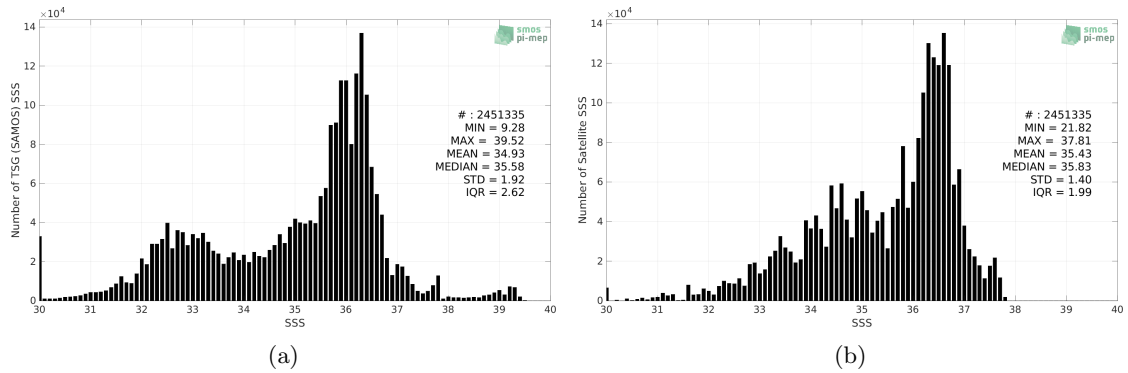 ×10⁴
14
12
10
8
6
4
2
0
Number of TSG (SAMOS) SSS
smos
pi-mep
# : 2451335
MIN = 9.28
MAX = 39.52
MEAN = 34.93
MEDIAN = 35.58
STD = 1.92
IQR = 2.62
30 31 32 33 34 35 36 37 38 39 40
SSS
(a)
×10⁴
14
12
10
8
6
4
2
0
Number of Satellite SSS
smos
pi-mep
# : 2451335
MIN = 21.82
MAX = 37.81
MEAN = 35.43
MEDIAN = 35.83
STD = 1.40
IQR = 1.99
30 31 32 33 34 35 36 37 38 39 40
SSS
(b)